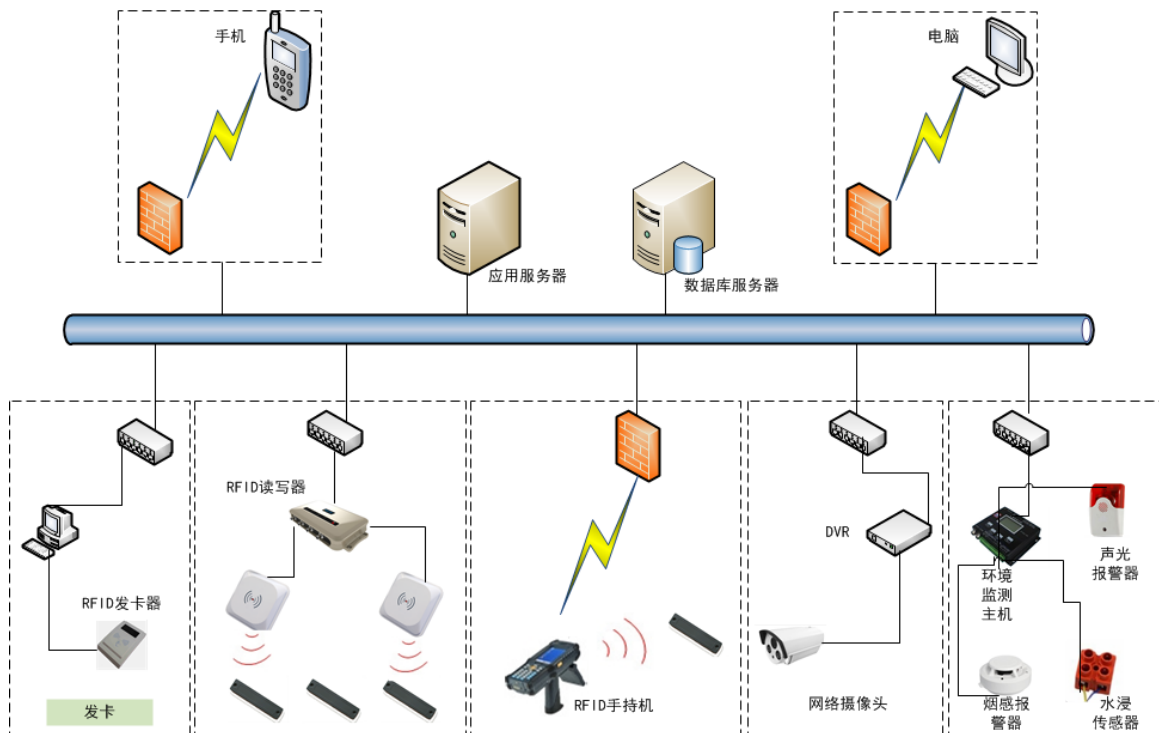 手机
电脑
应用服务器
数据库服务器
RFID读写器
DVR
声光
报警器
环境
监测
主机
RFID发卡器
发卡
RFID手持机
网络摄像头
烟感报
警器
水浸
传感器